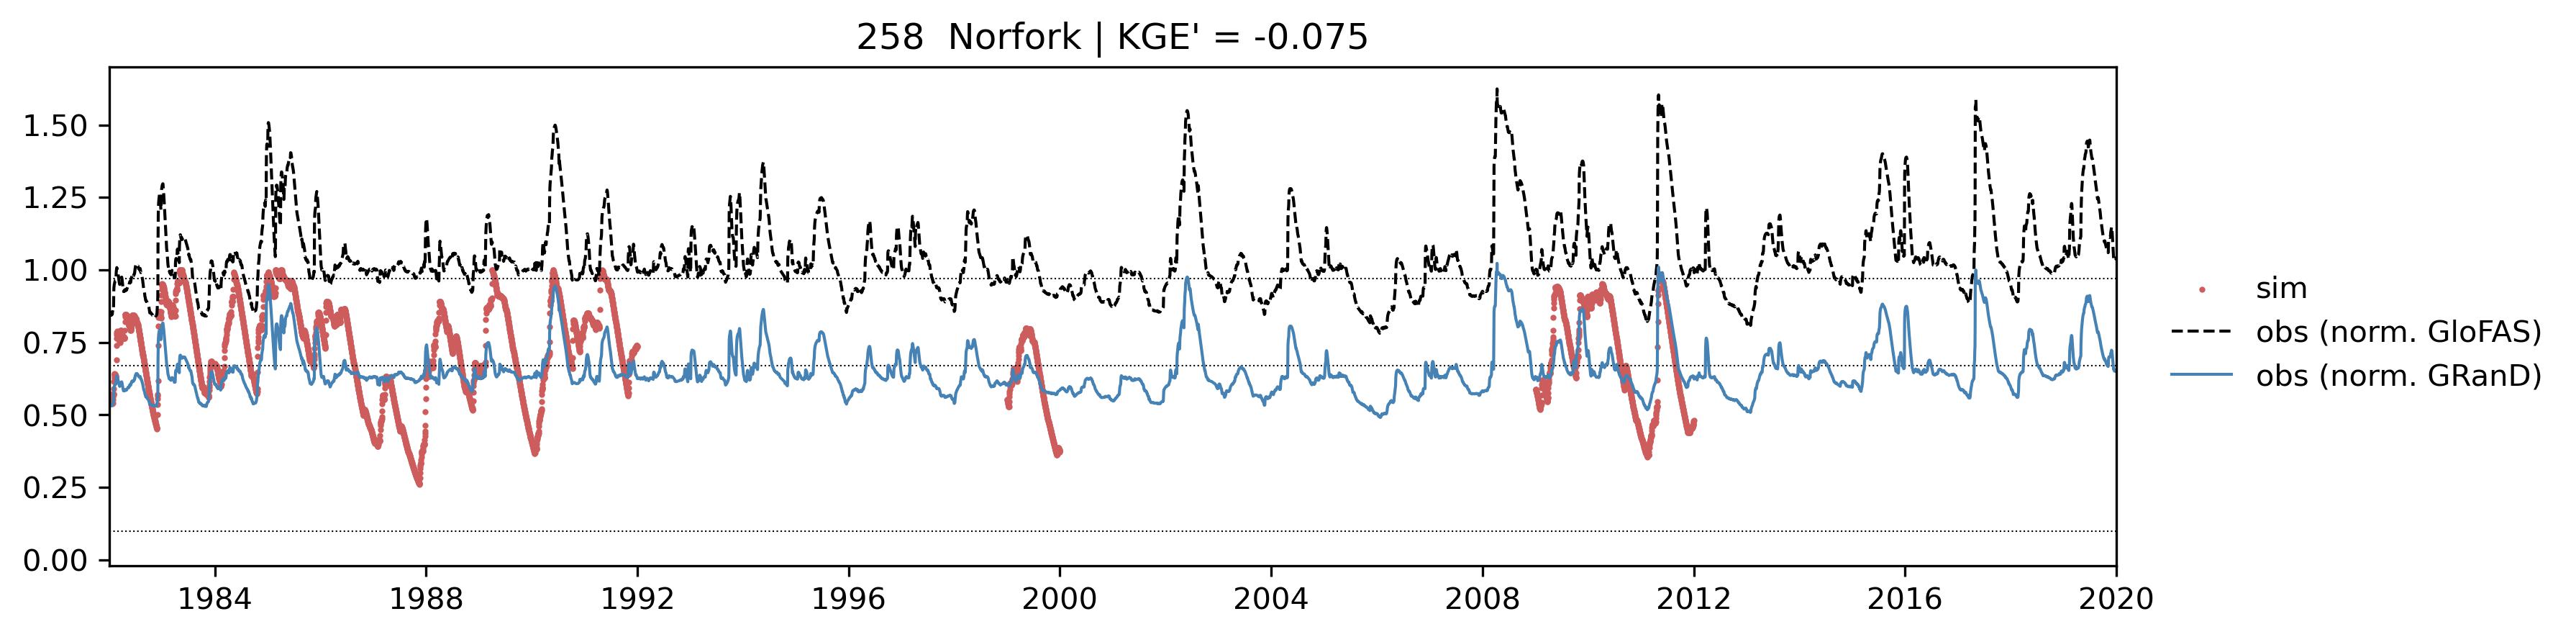 258  Norfork | KGE' = -0.075
1.50
1.25
1.00
0.75
0.50
0.25
0.00
1984 1988 1992 1996 2000 2004 2008 2012 2016 2020
sim
obs (norm. GloFAS)
obs (norm. GRanD)